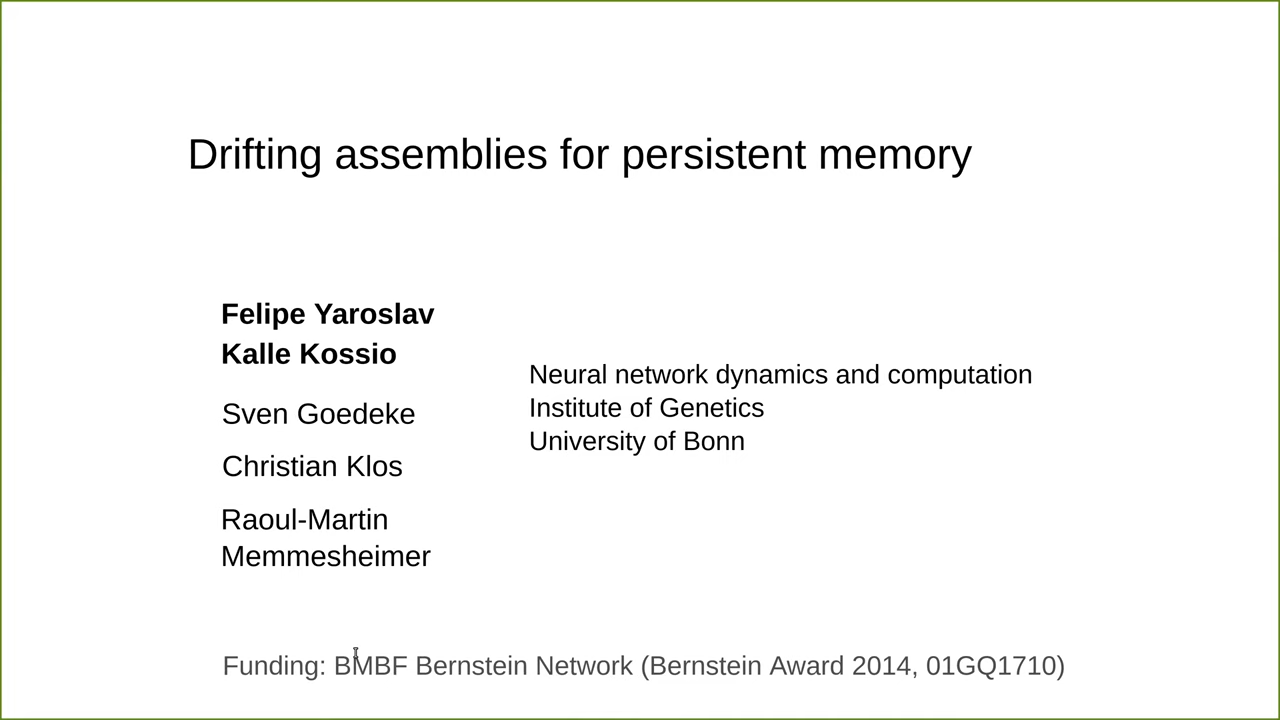 Drifting assemblies for persistent memory
Felipe Yaroslav
Kalle Kossio
Sven Goedeke
Christian Klos
Raoul-Martin
Memmesheimer
Neural network dynamics and computation
Institute of Genetics
University of Bonn
Funding: BMBF Bernstein Network (Bernstein Award 2014, 01GQ1710)